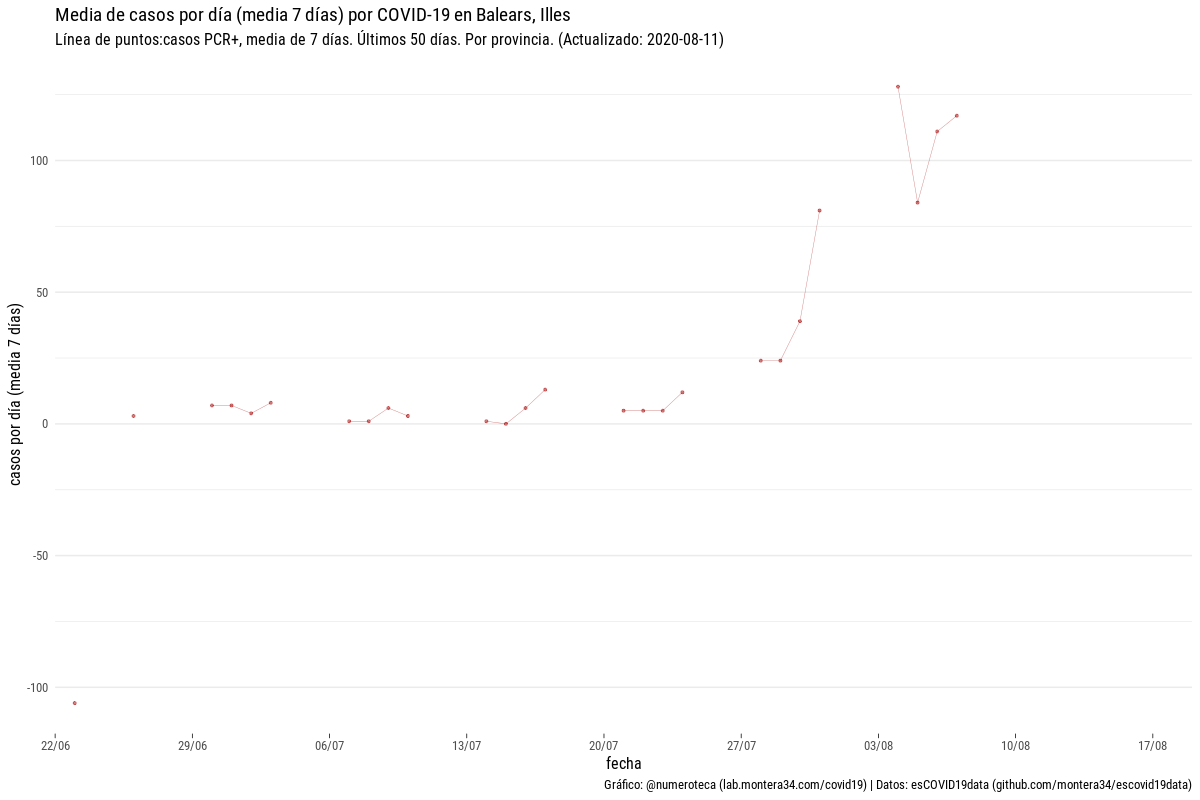 Media de casos por día (media 7 días) por COVID-19 en Balears, Illes
Línea de puntos:casos PCR+, media de 7 días. Últimos 50 días. Por provincia. (Actualizado: 2020-08-11)
casos por día (media 7 días)
100
50
0
-50
-100
22/06 29/06 06/07 13/07 20/07 27/07 03/08 10/08 17/08
fecha
Gráfico: @numeroteca (lab.montera34.com/covid19) | Datos: esCOVID19data (github.com/montera34/escovid19data)